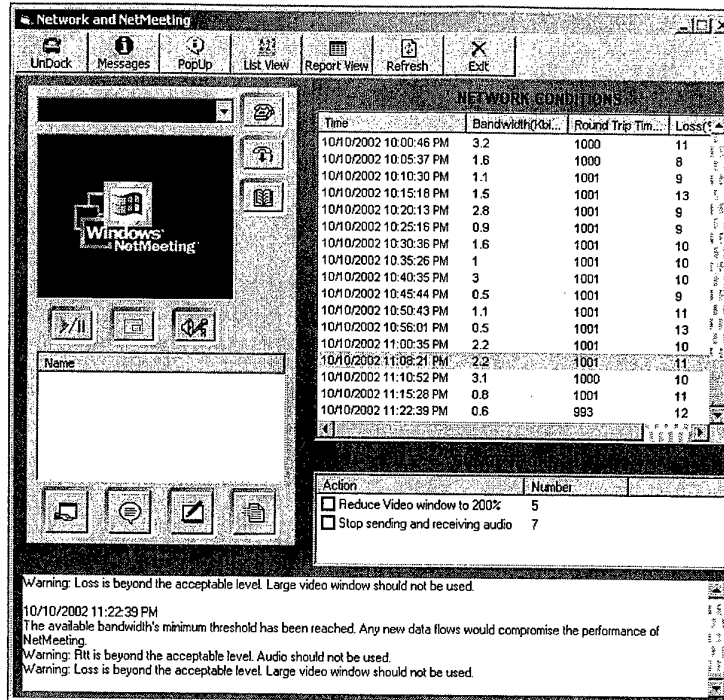 Network and NetMeeting
UnDock Messages PopUp List View Report View Refresh Exit
NETWORK CONDITIONS
Time Bandwidth(Kbi... Round Trip Tim... Loss(
10/10/2002 10:00:46 PM 3.2 1000 11
10/10/2002 10:05:37 PM 1.6 1000 8
10/10/2002 10:10:30 PM 1.1 1001 9
10/10/2002 10:15:18 PM 1.5 1001 13
10/10/2002 10:20:13 PM 2.8 1001 9
10/10/2002 10:25:16 PM 0.9 1001 9
10/10/2002 10:30:36 PM 1.6 1001 10
10/10/2002 10:35:26 PM 1 1001 10
10/10/2002 10:40:35 PM 3 1001 10
10/10/2002 10:45:44 PM 0.5 1001 9
10/10/2002 10:50:43 PM 1.1 1001 11
10/10/2002 10:56:01 PM 0.5 1001 13
10/10/2002 11:00:35 PM 2.2 1001 10
10/10/2002 11:08:21 PM 2.2 1001 11
10/10/2002 11:10:52 PM 3.1 1000 10
10/10/2002 11:15:28 PM 0.8 1001 11
10/10/2002 11:22:39 PM 0.6 993 12
Windows
NetMeeting
Name
Action Number
Reduce Video window to 200% 5
Stop sending and receiving audio 7
Warning: Loss is beyond the acceptable level. Large video window should not be used.
10/10/2002 11:22:39 PM
The available bandwidth's minimum threshold has been reached. Any new data flows would compromise the performance of
NetMeeting.
Warning: Rtt is beyond the acceptable level. Audio should not be used.
Warning: Loss is beyond the acceptable level. Large video window should not be used.